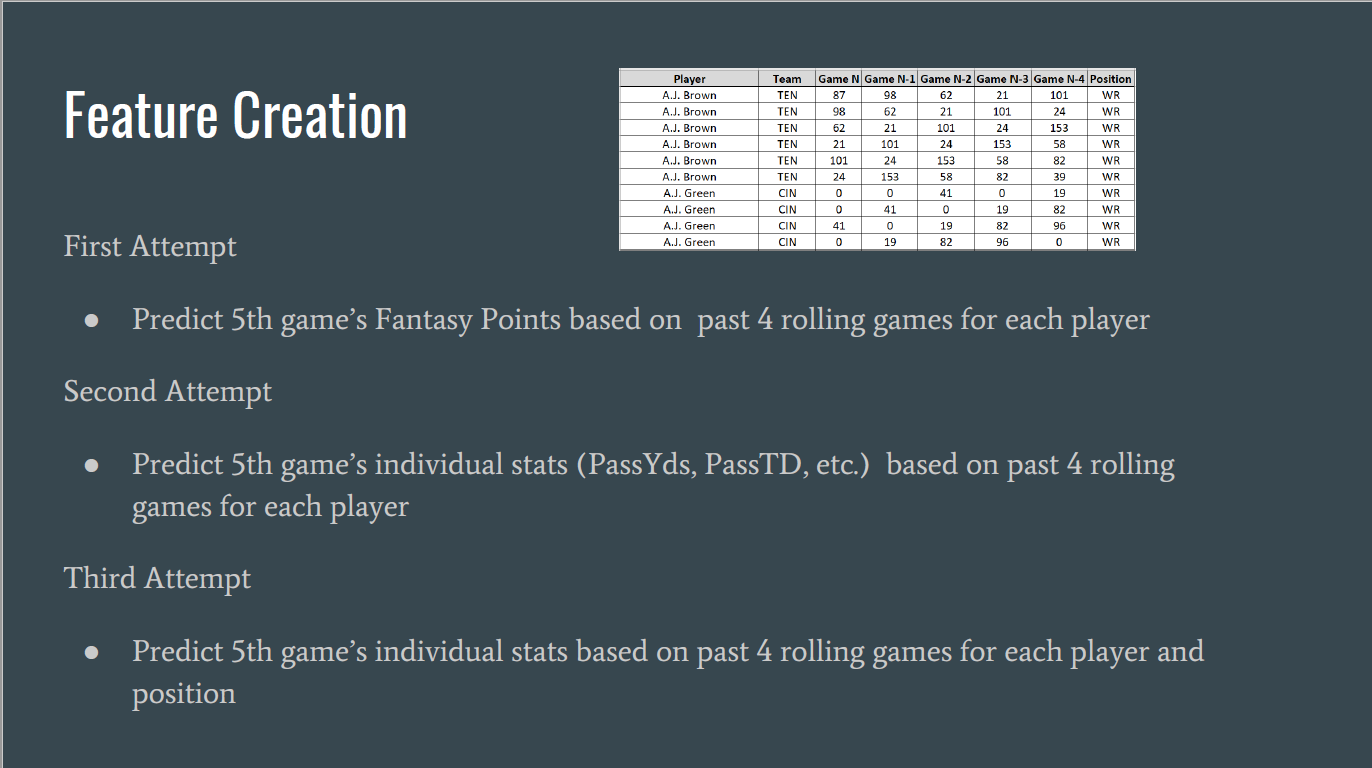 Feature Creation
Player Team Game N Game N-1 Game N-2 Game N-3 Game N-4 Position
A.J. Brown TEN 87 98 62 21 101 WR
A.J. Brown TEN 98 62 21 101 24 WR
A.J. Brown TEN 62 21 101 24 153 WR
A.J. Brown TEN 21 101 24 153 58 WR
A.J. Brown TEN 101 24 153 58 82 WR
A.J. Brown TEN 24 153 58 82 39 WR
A.J. Green CIN 0 0 41 0 19 WR
A.J. Green CIN 0 41 0 19 82 WR
A.J. Green CIN 41 0 19 82 96 WR
A.J. Green CIN 0 19 82 96 0 WR
First Attempt
● Predict 5th game’s Fantasy Points based on past 4 rolling games for each player
Second Attempt
● Predict 5th game’s individual stats (PassYds, PassTD, etc.) based on past 4 rolling
games for each player
Third Attempt
● Predict 5th game’s individual stats based on past 4 rolling games for each player and
position